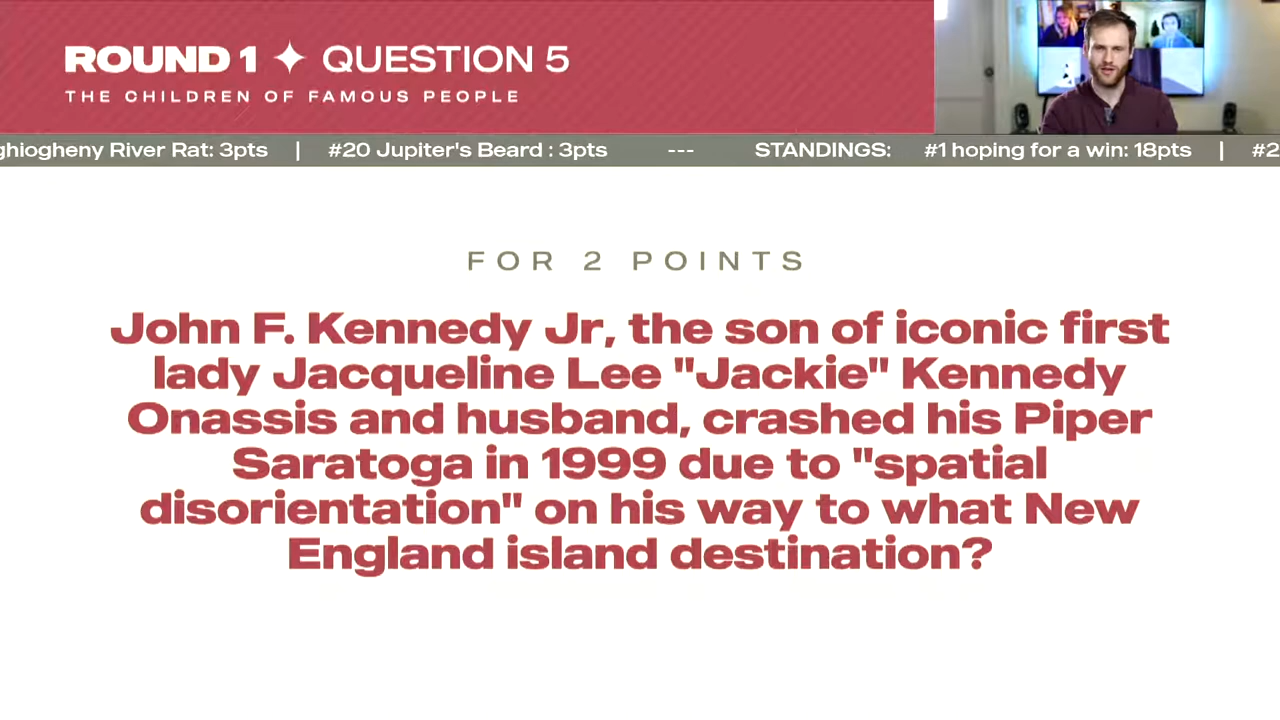 ROUND 1 ✦ QUESTION 5
THE CHILDREN OF FAMOUS PEOPLE
ghiogheny River Rat: 3pts | #20 Jupiter's Beard : 3pts --- STANDINGS: #1 hoping for a win: 18pts | #2
FOR 2 POINTS
John F. Kennedy Jr, the son of iconic first
lady Jacqueline Lee "Jackie" Kennedy
Onassis and husband, crashed his Piper
Saratoga in 1999 due to "spatial
disorientation" on his way to what New
England island destination?